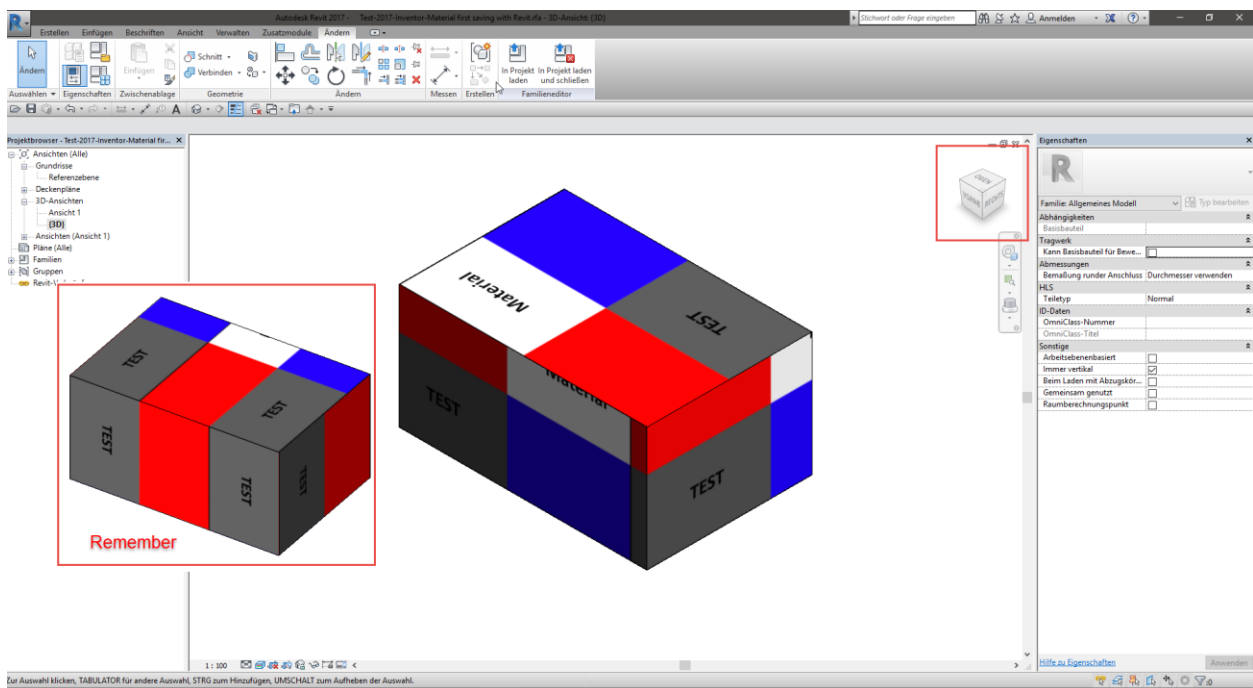 Autodesk Revit 2017 - Test-2017-Inventor-Material first saving with Revit.rfa - 3D-Ansicht: {3D}
Stichwort oder Frage eingeben
Anmelden
Erstellen Einfügen Beschriften Ansicht Verwalten Zusatzmodule Ändern
Ändern
Einfügen
Schnitt
Verbinden
In Projekt laden
In Projekt laden und schließen
Auswählen Eigenschaften Zwischenablage Geometrie Ändern Messen Erstellen Familieneditor
Projektbrowser - Test-2017-Inventor-Material fir...
Ansichten (Alle)
Grundrisse
Referenzebene
Deckenpläne
3D-Ansichten
Ansicht 1
{3D}
Ansichten (Ansicht 1)
Pläne (Alle)
Familien
Gruppen
TEST
TEST
TEST
TEST
TEST
Remember
Material
TEST
TEST
Material
TEST
OBEN
VORNE
RECHTS
Eigenschaften
R
Familie: Allgemeines Modell
Typ bearbeiten
Abhängigkeiten
Basisbauteil
Tragwerk
Kann Basisbauteil für Bewe...
Abmessungen
Bemaßung runder Anschluss Durchmesser verwenden
HLS
Teiletyp Normal
ID-Daten
OmniClass-Nummer
OmniClass-Titel
Sonstige
Arbeitsebenenbasiert
Immer vertikal
Beim Laden mit Abzugskör...
Gemeinsam genutzt
Raumberechnungspunkt
Hilfe zu Eigenschaften
Anwenden
1 : 100
Zur Auswahl klicken, TABULATOR für andere Auswahl, STRG zum Hinzufügen, UMSCHALT zum Aufheben der Auswahl.
:0